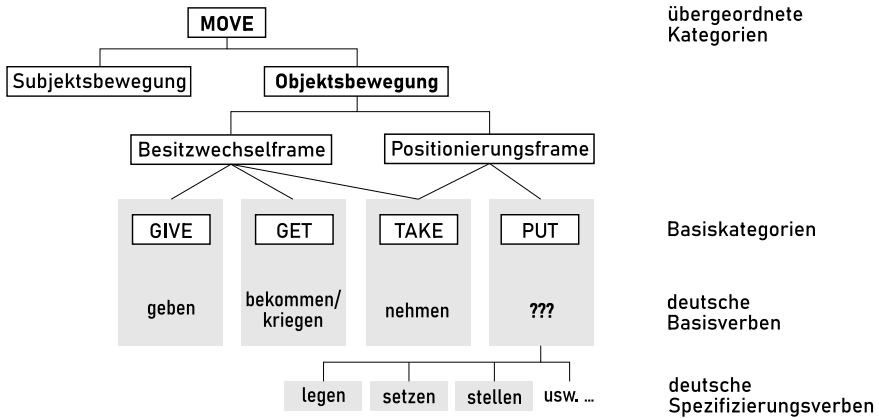 MOVE
übergeordnete
Kategorien
Subjektsbewegung
Objektsbewegung
Besitzwechselframe
Positionierungsframe
GIVE
GET
TAKE
PUT
Basiskategorien
geben
bekommen/
kriegen
nehmen
???
deutsche
Basisverben
legen
setzen
stellen
usw. ...
deutsche
Spezifizierungsverben